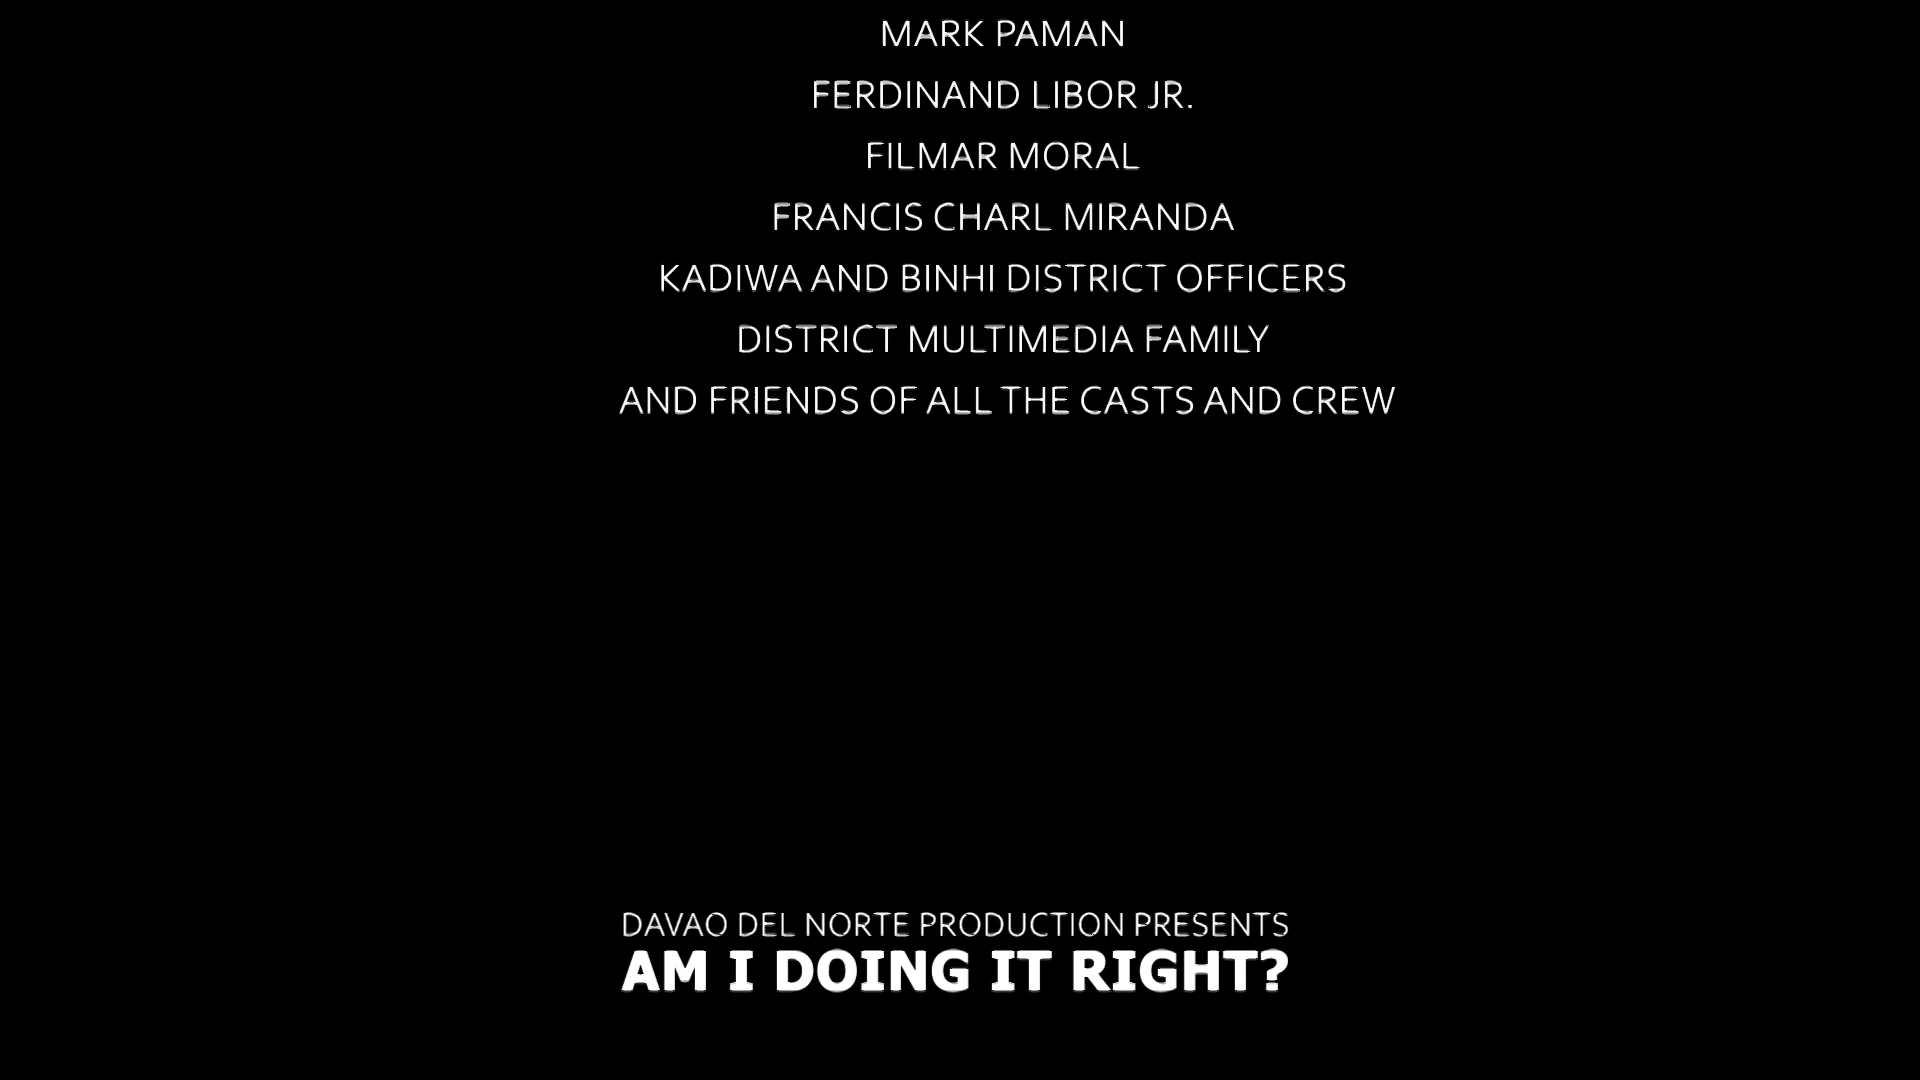 MARK PAMAN
FERDINAND LIBOR JR.
FILMAR MORAL
FRANCIS CHARL MIRANDA
KADIWA AND BINHI DISTRICT OFFICERS
DISTRICT MULTIMEDIA FAMILY
AND FRIENDS OF ALL THE CASTS AND CREW
DAVAO DEL NORTE PRODUCTION PRESENTS
AM I DOING IT RIGHT?